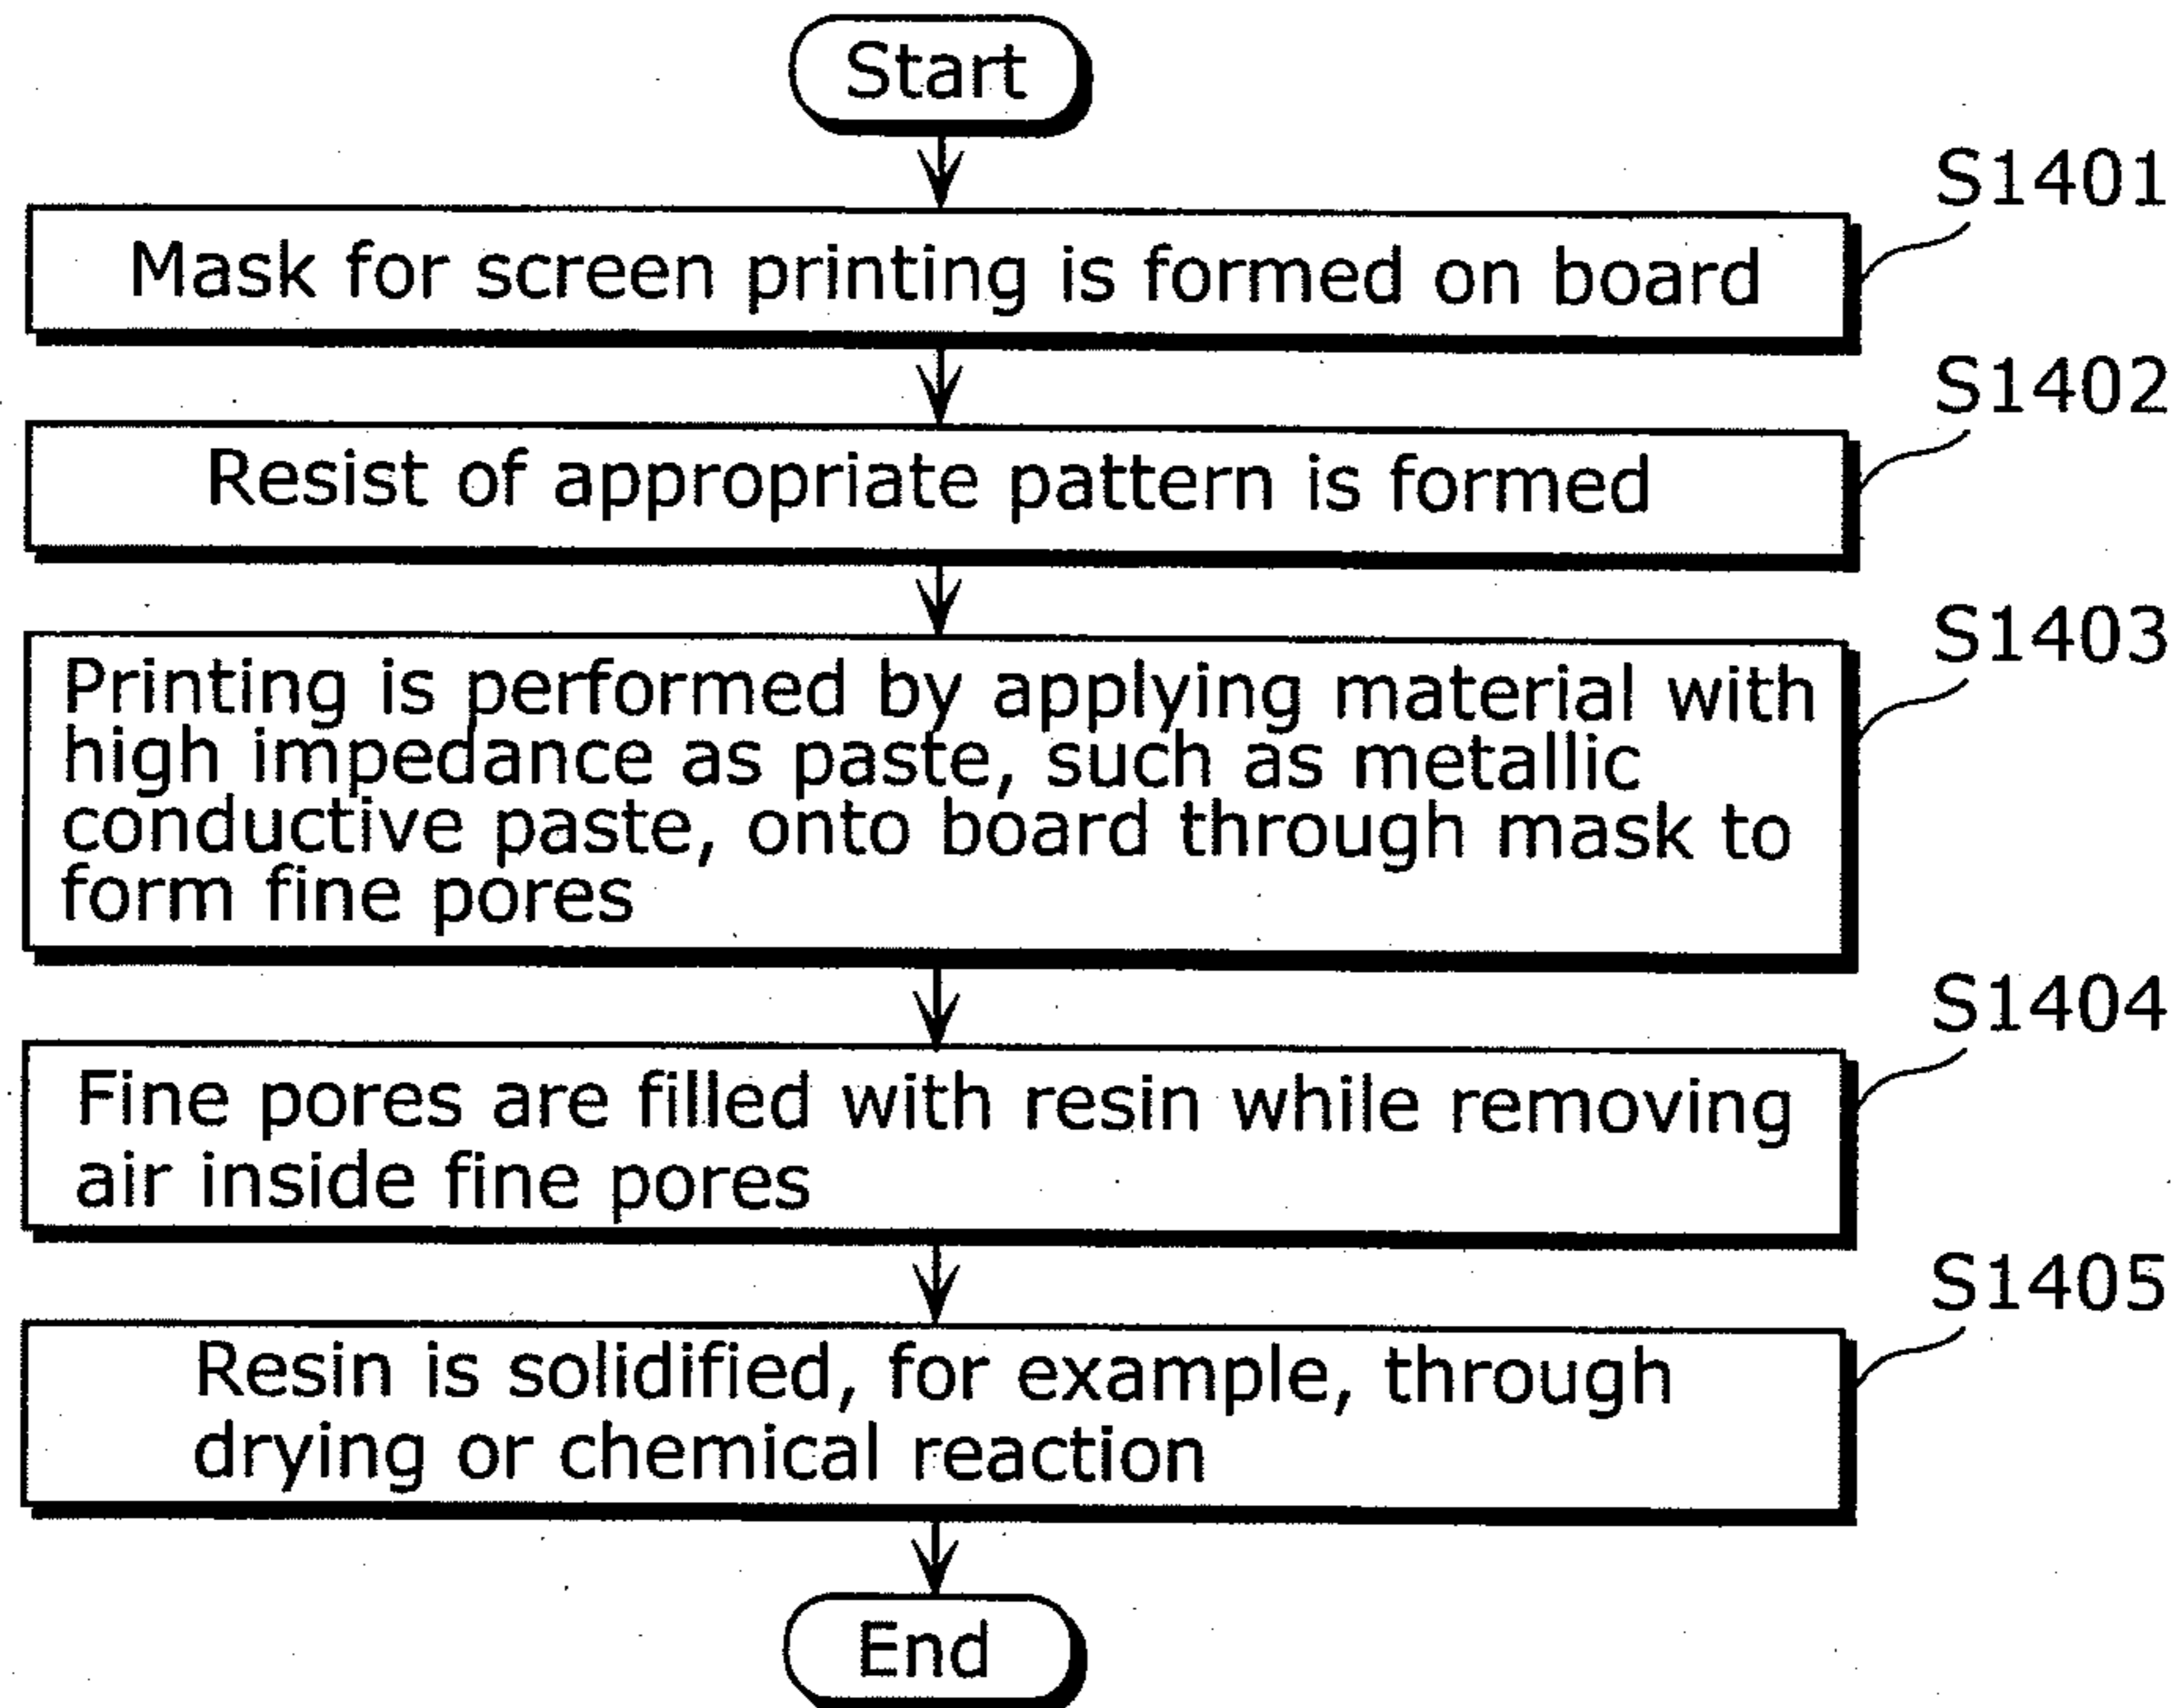 Start
S1401
Mask for screen printing is formed on board
S1402
Resist of appropriate pattern is formed
S1403
Printing is performed by applying material with
high impedance as paste, such as metallic
conductive paste, onto board through mask to
form fine pores
S1404
Fine pores are filled with resin while removing
air inside fine pores
S1405
Resin is solidified, for example, through
drying or chemical reaction
End